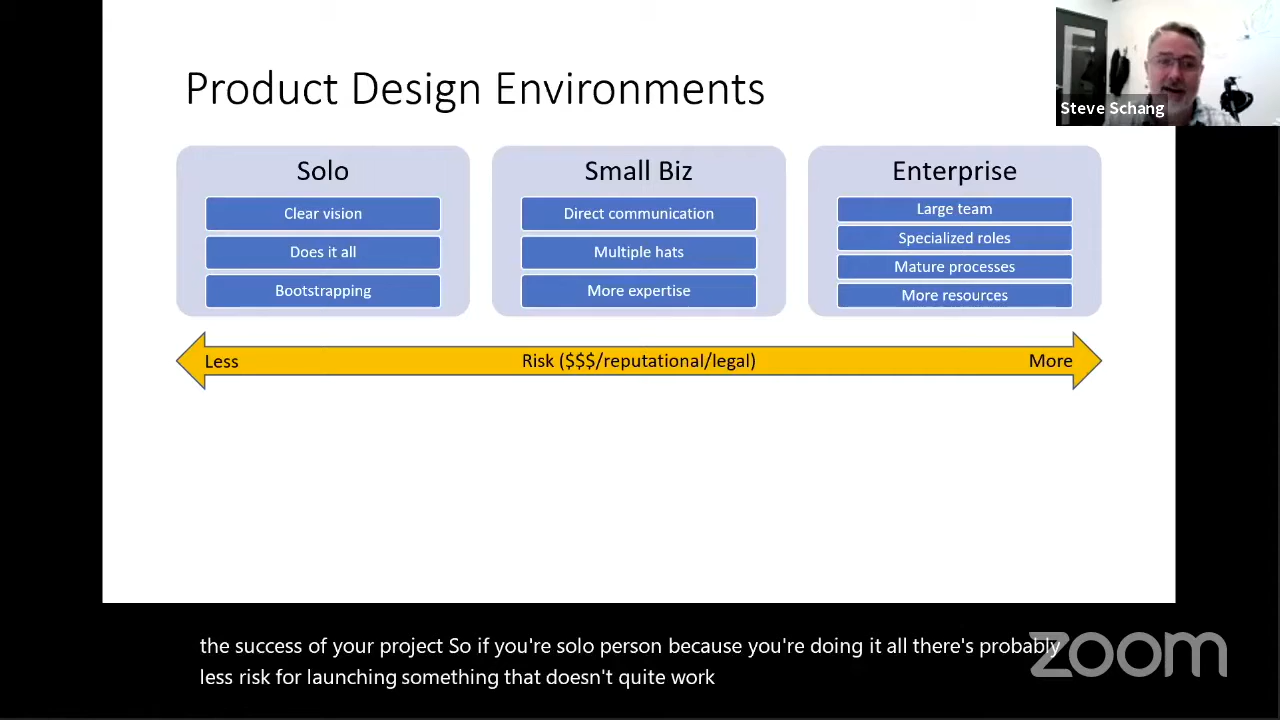 Product Design Environments
Steve Schang
Solo
Clear vision
Does it all
Bootstrapping
Small Biz
Direct communication
Multiple hats
More expertise
Enterprise
Large team
Specialized roles
Mature processes
More resources
Less
Risk ($$$/reputational/legal)
More
the success of your project So if you're solo person because you're doing it all there's probably
less risk for launching something that doesn't quite work
zoom